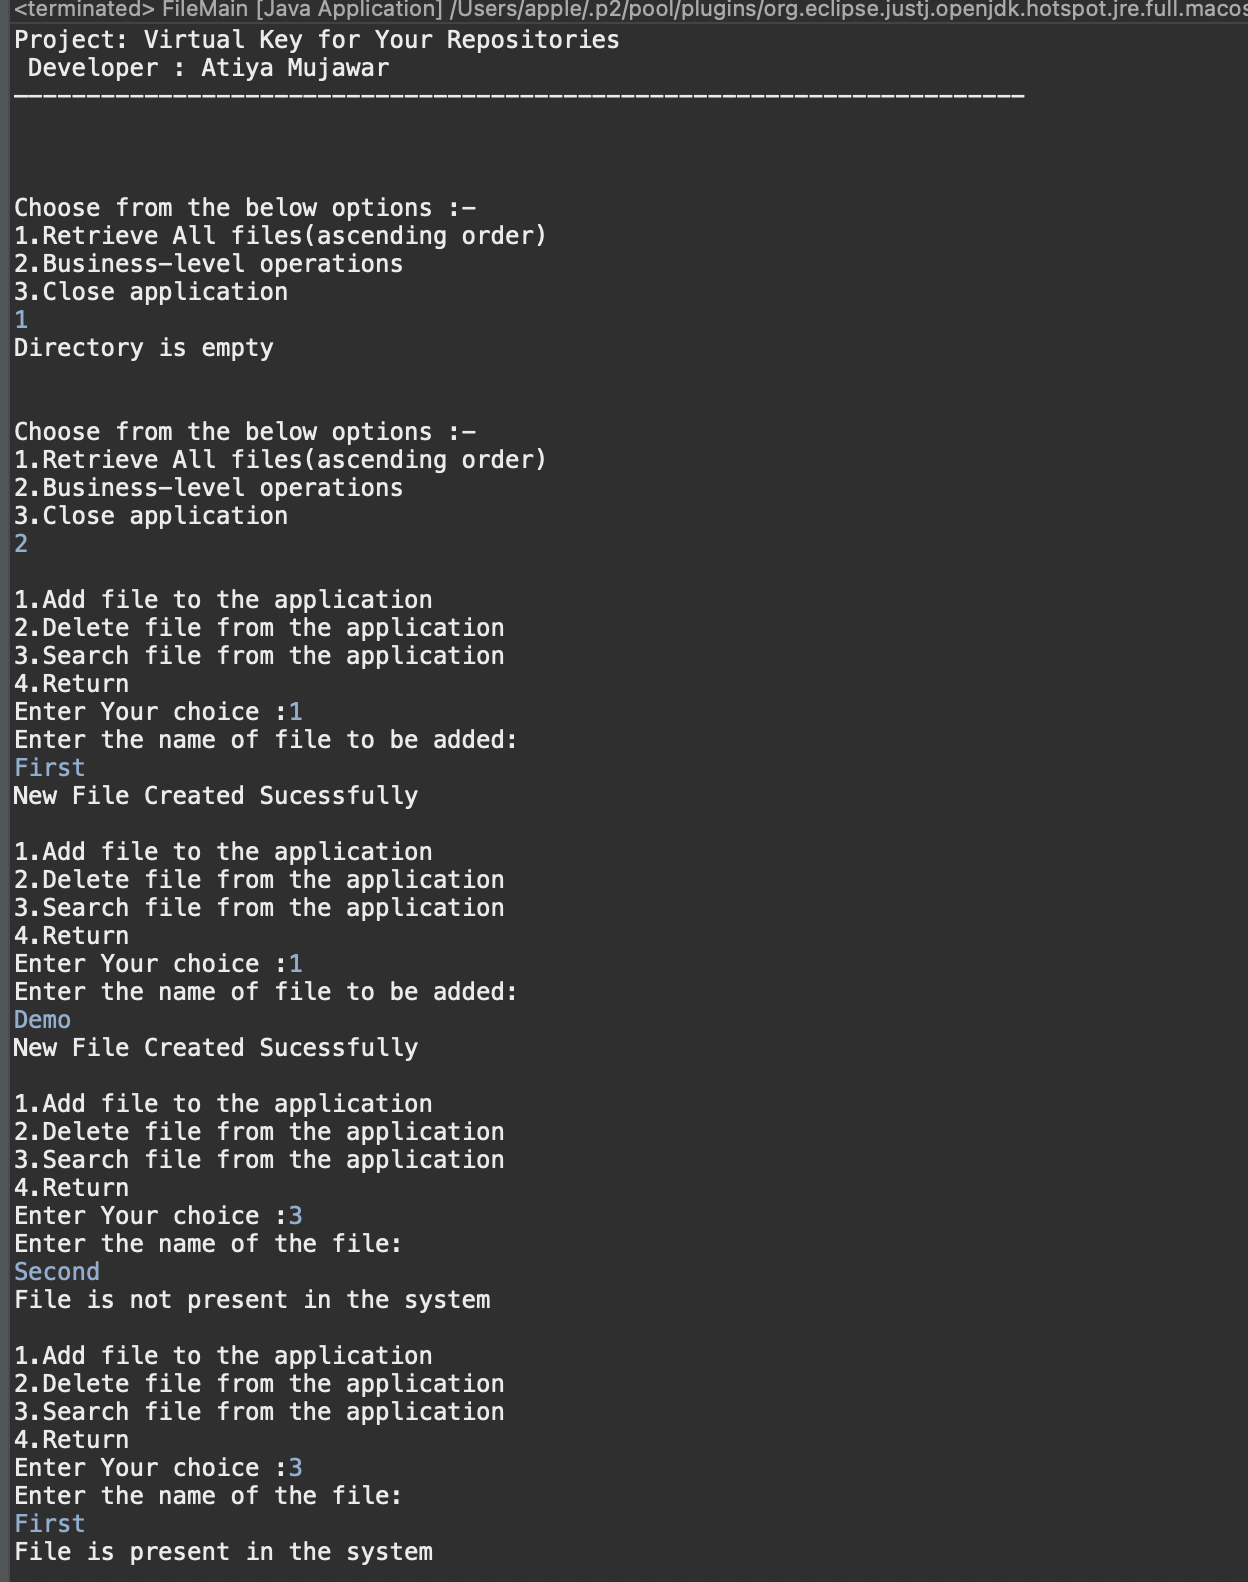 <terminated> FileMain [Java Application] /Users/apple/.p2/pool/plugins/org.eclipse.justj.openjdk.hotspot.jre.full.macos
Project: Virtual Key for Your Repositories
Developer : Atiya Mujawar
——————————————————————————————————————————————————————————————————————
Choose from the below options :-
1.Retrieve All files(ascending order)
2.Business-level operations
3.Close application
1
Directory is empty
Choose from the below options :-
1.Retrieve All files(ascending order)
2.Business-level operations
3.Close application
2
1.Add file to the application
2.Delete file from the application
3.Search file from the application
4.Return
Enter Your choice :1
Enter the name of file to be added:
First
New File Created Sucessfully
1.Add file to the application
2.Delete file from the application
3.Search file from the application
4.Return
Enter Your choice :1
Enter the name of file to be added:
Demo
New File Created Sucessfully
1.Add file to the application
2.Delete file from the application
3.Search file from the application
4.Return
Enter Your choice :3
Enter the name of the file:
Second
File is not present in the system
1.Add file to the application
2.Delete file from the application
3.Search file from the application
4.Return
Enter Your choice :3
Enter the name of the file:
First
File is present in the system